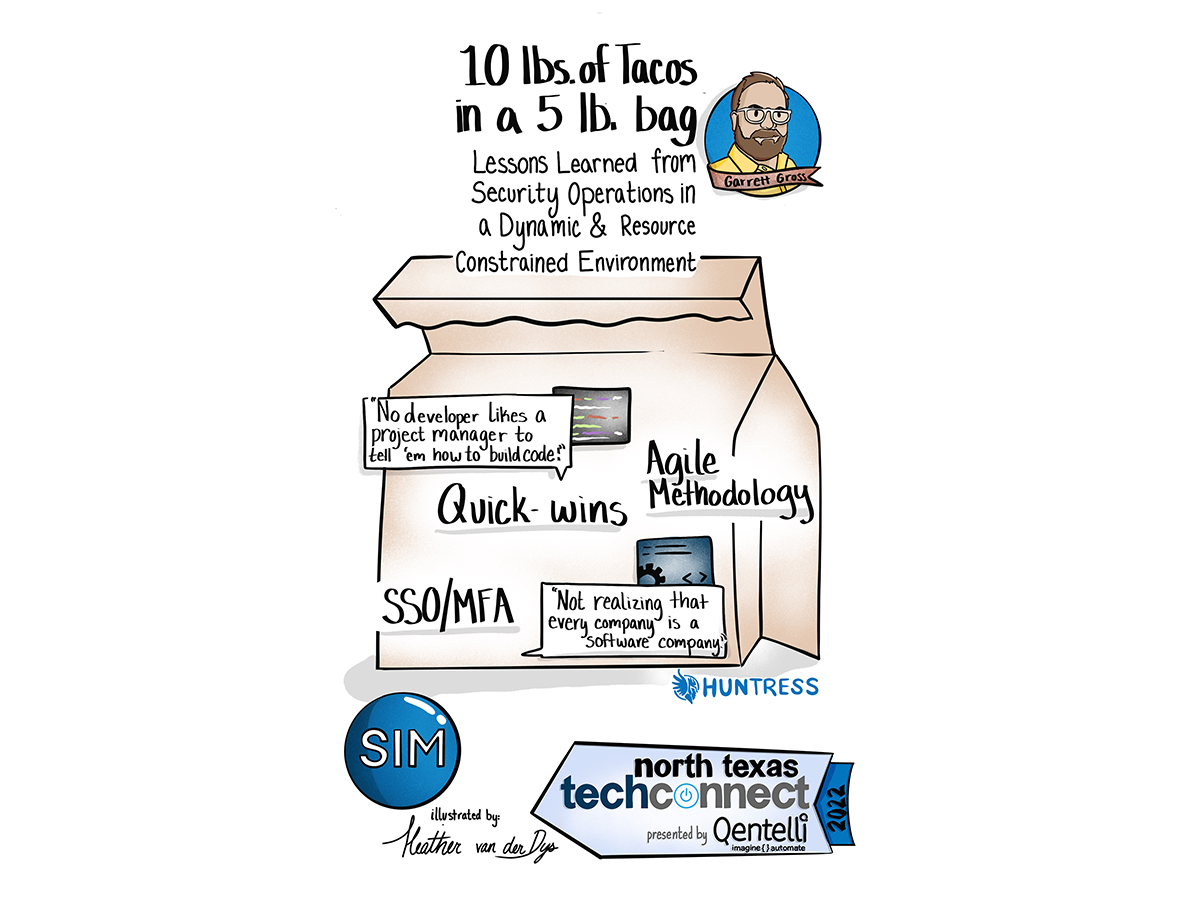 10 lbs. of Tacos
in a 5 lb. bag
Garrett Gross
Lessons Learned from
Security Operations in
a Dynamic & Resource
Constrained Environment
"No developer likes a
project manager to
tell 'em how to build code!"
Agile
Methodology
Quick-wins
SSO/MFA
"Not realizing that
every company is a
software company."
HUNTRESS
SIM
illustrated by:
Heather van der Dys
north texas
techconnect
2022
presented by Qentelli
imagine{}automate